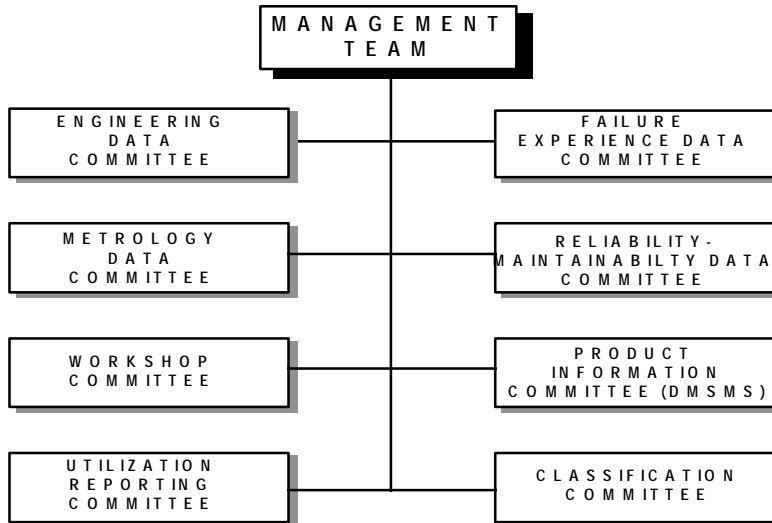 MANAGEMENT
TEAM
ENGINEERING
DATA
COMMITTEE
FAILURE
EXPERIENCE DATA
COMMITTEE
METROLOGY
DATA
COMMITTEE
RELIABILITY-
MAINTAINABILTY DATA
COMMITTEE
WORKSHOP
COMMITTEE
PRODUCT
INFORMATION
COMMITTEE (DMSMS)
UTILIZATION
REPORTING
COMMITTEE
CLASSIFICATION
COMMITTEE